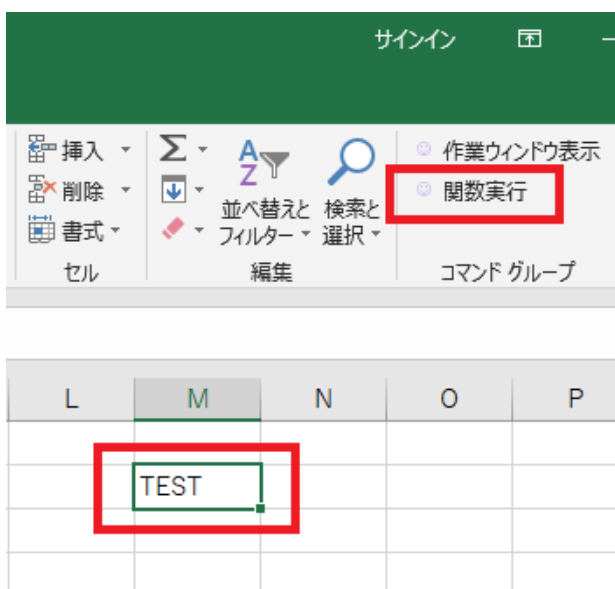 サインイン
挿入
削除
書式
セル
Σ
A
Z
並べ替えと
フィルター
検索と
選択
編集
作業ウィンドウ表示
関数実行
コマンド グループ
L M N O P
TEST